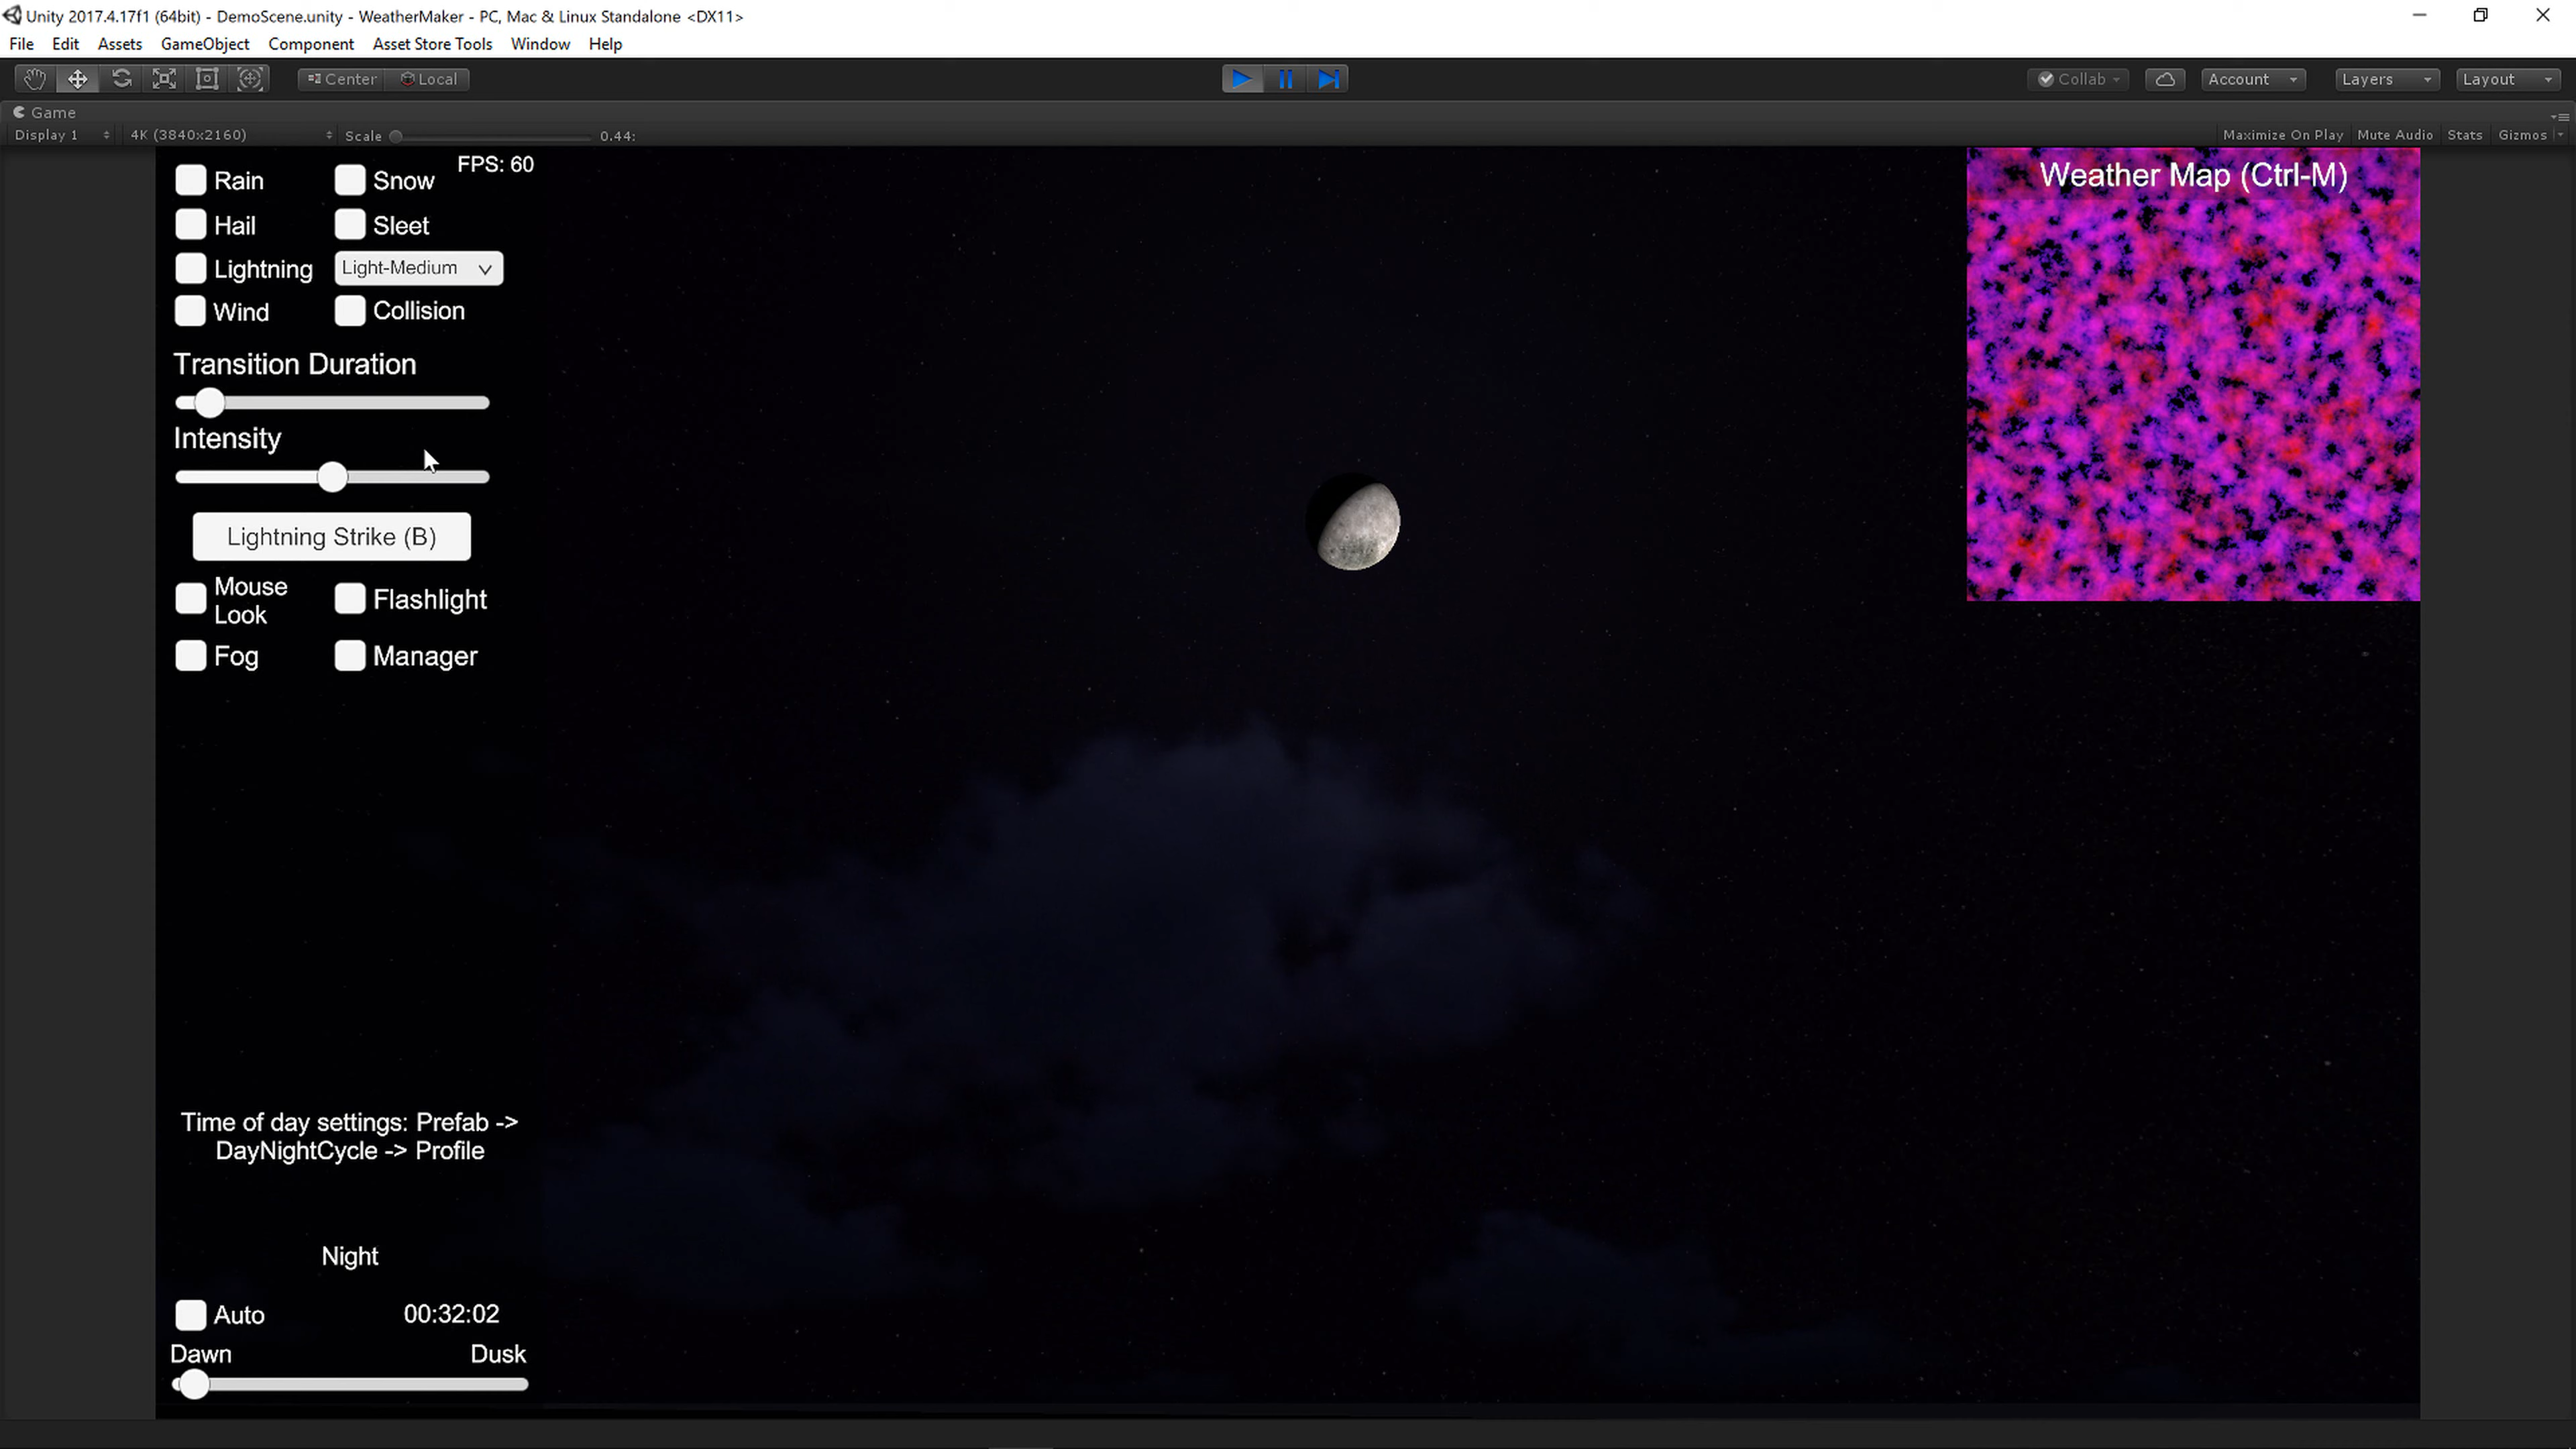 Unity 2017.4.17f1 (64bit) - DemoScene.unity - WeatherMaker - PC, Mac & Linux Standalone <DX11>
File Edit Assets GameObject Component Asset Store Tools Window Help
Center Local Collab Account Layers Layout
Game
Display 1 4K (3840x2160) Scale 0.44: Maximize On Play Mute Audio Stats Gizmos
FPS: 60
Rain Snow
Hail Sleet
Lightning Light-Medium
Wind Collision
Transition Duration
Intensity
Lightning Strike (B)
Mouse
Look
Flashlight
Fog Manager
Weather Map (Ctrl-M)
Time of day settings: Prefab ->
DayNightCycle -> Profile
Night
Auto 00:32:02
Dawn Dusk